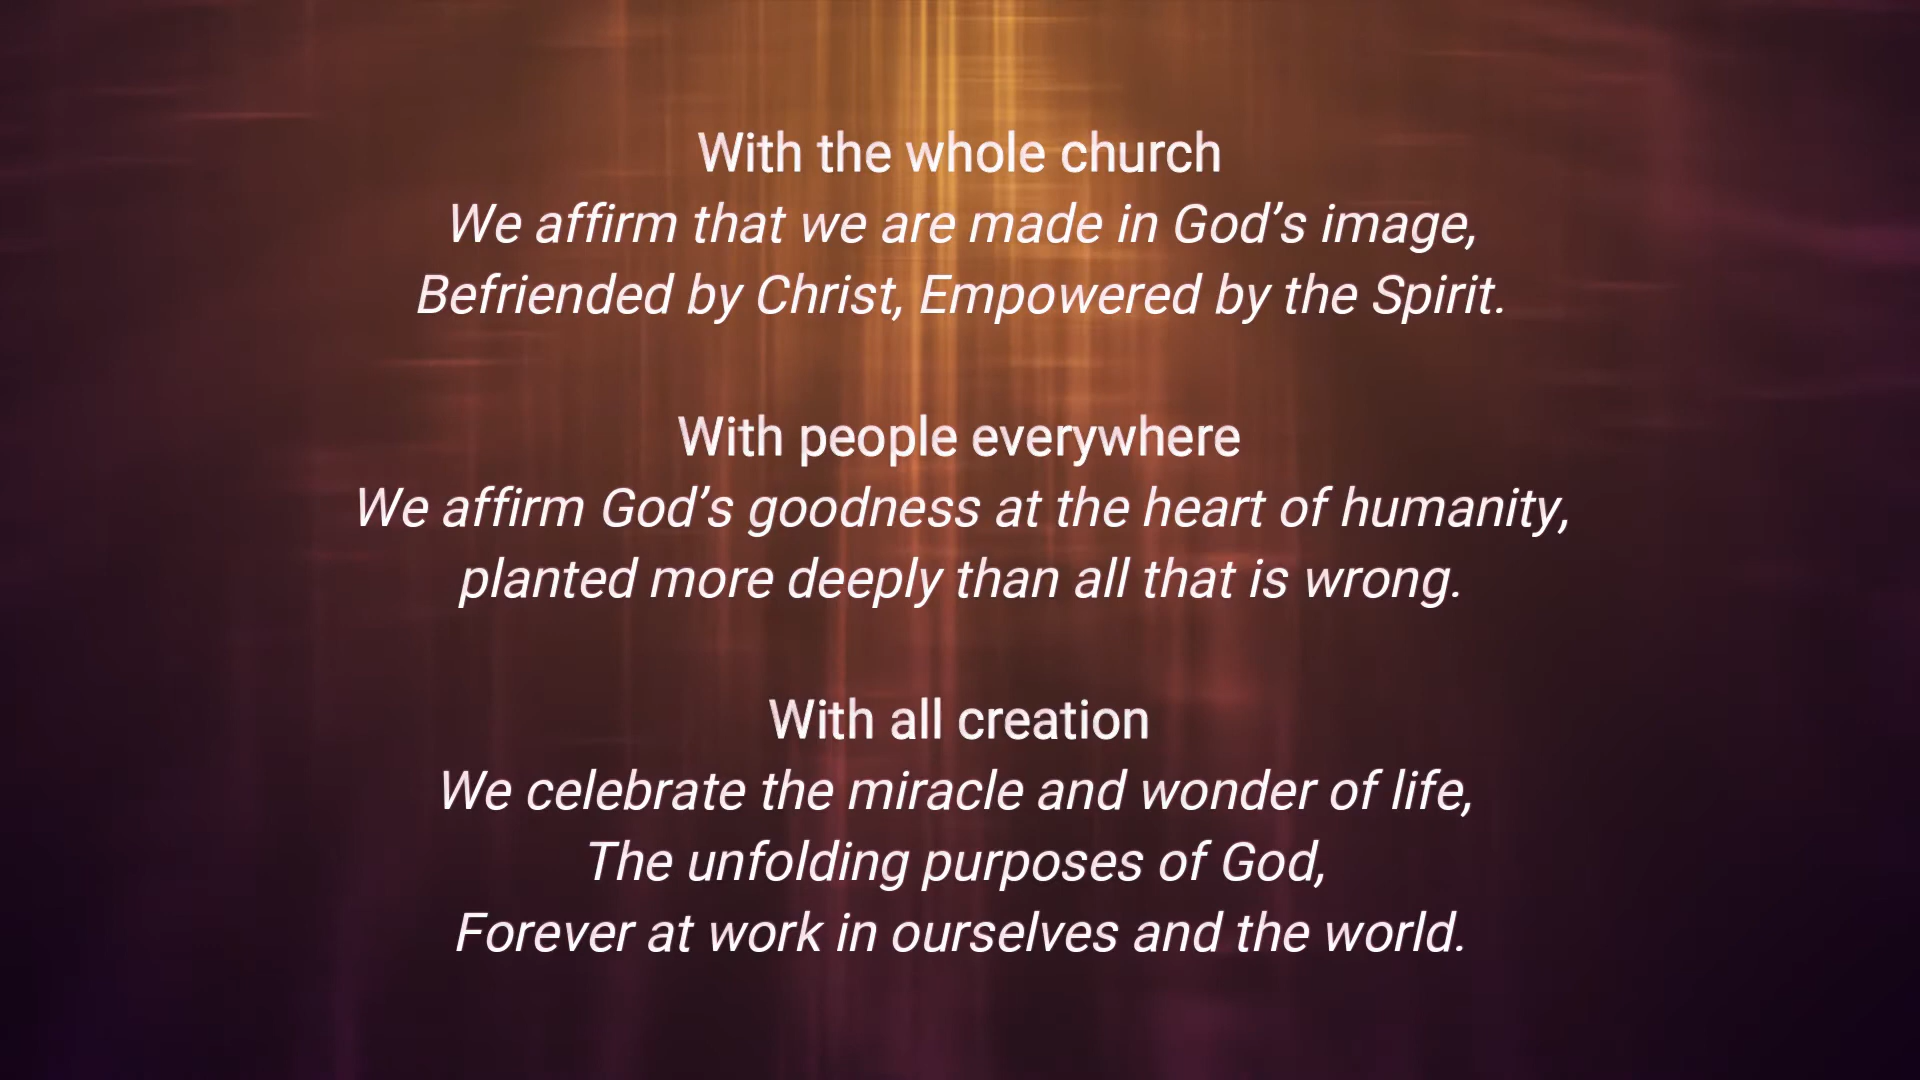 With the whole church
We affirm that we are made in God’s image,
Befriended by Christ, Empowered by the Spirit.
With people everywhere
We affirm God’s goodness at the heart of humanity,
planted more deeply than all that is wrong.
With all creation
We celebrate the miracle and wonder of life,
The unfolding purposes of God,
Forever at work in ourselves and the world.